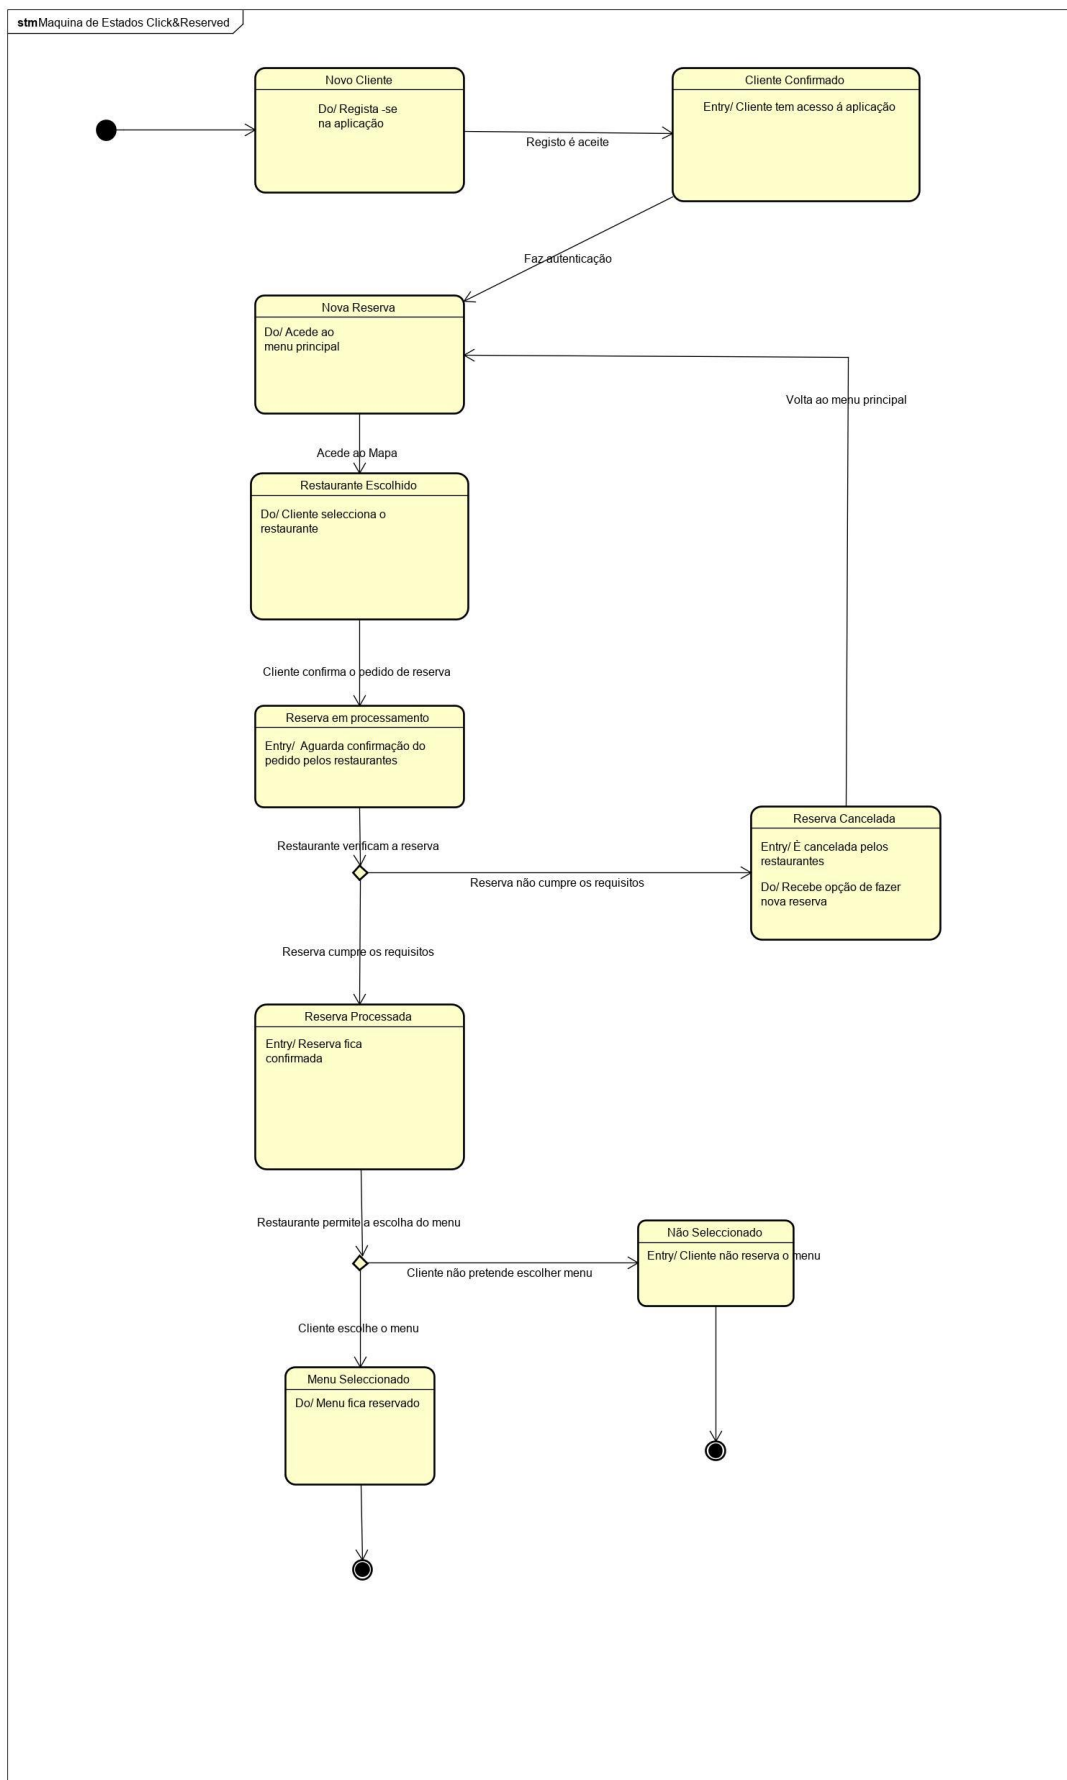 stm Maquina de Estados Click&Reserved
Novo Cliente
Do/ Regista -se
na aplicação
Registo é aceite
Cliente Confirmado
Entry/ Cliente tem acesso á aplicação
Faz autenticação
Nova Reserva
Do/ Acede ao
menu principal
Volta ao menu principal
Acede ao Mapa
Restaurante Escolhido
Do/ Cliente selecciona o
restaurante
Cliente confirma o pedido de reserva
Reserva em processamento
Entry/ Aguarda confirmação do
pedido pelos restaurantes
Restaurante verificam a reserva
Reserva não cumpre os requisitos
Reserva Cancelada
Entry/ È cancelada pelos
restaurantes
Do/ Recebe opção de fazer
nova reserva
Reserva cumpre os requisitos
Reserva Processada
Entry/ Reserva fica
confirmada
Restaurante permite a escolha do menu
Cliente não pretende escolher menu
Não Seleccionado
Entry/ Cliente não reserva o menu
Cliente escolhe o menu
Menu Seleccionado
Do/ Menu fica reservado